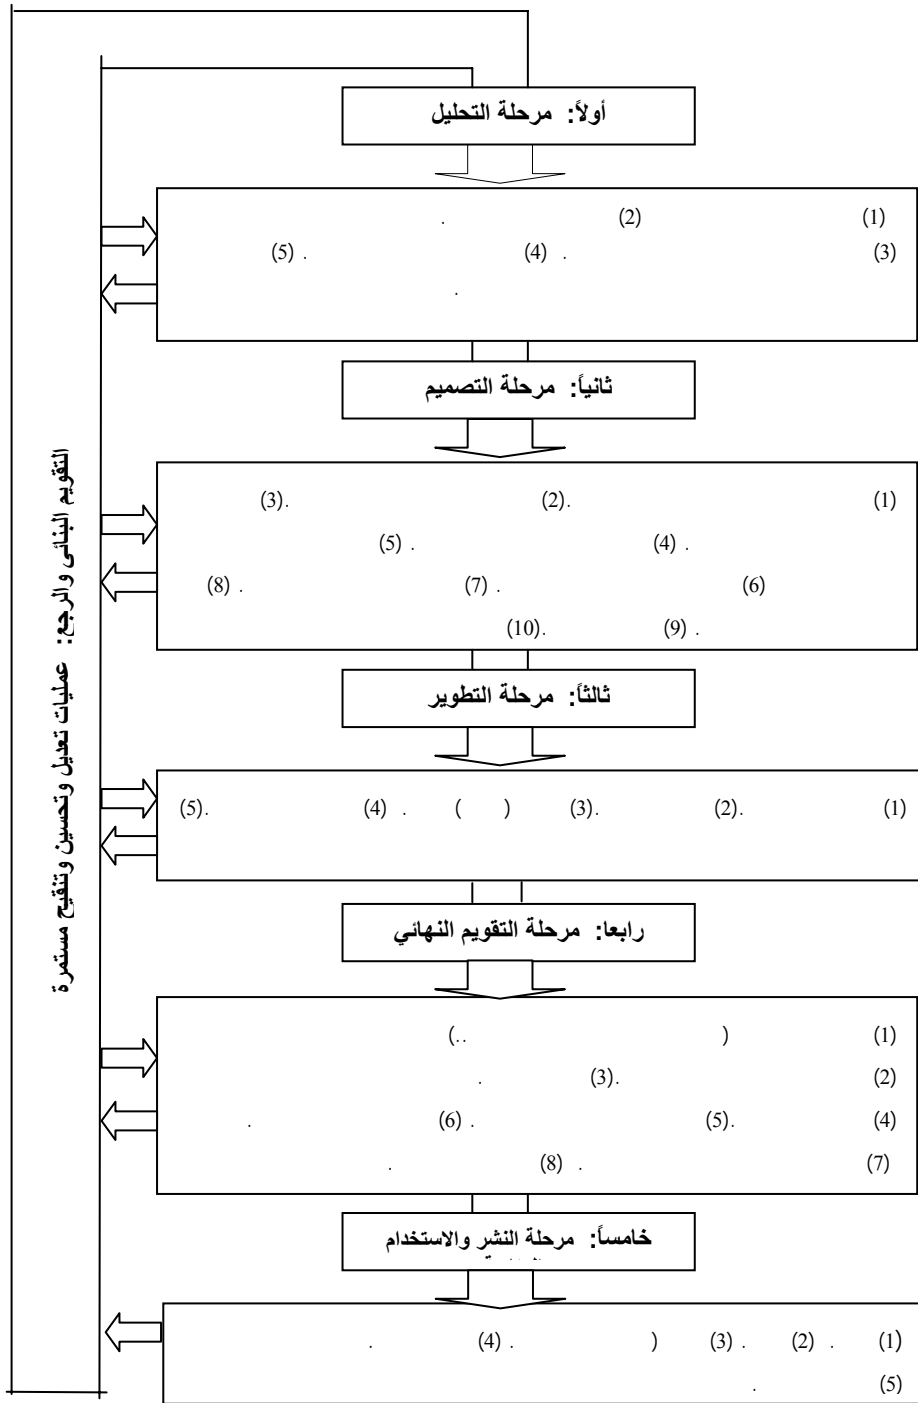 أولاً: مرحلة التحليل
(1) (2) .
(3) . (4) . (5)
.
ثانياً: مرحلة التصميم
(1) .(2) .(3)
. (4) . (5)
(6) . (7) . (8)
. (9) .(10)
ثالثاً: مرحلة التطوير
(1) .(2) .(3) ( ) . (4) .(5)
رابعا: مرحلة التقويم النهائي
(1) ( ..)
(2) .(3) .
(4) .(5) . (6) .
(7) . (8) .
خامساً: مرحلة النشر والاستخدام
(1) . (2) . (3) ( . (4) .
(5) .
التقويم البنائى والرجع: عمليات تعديل وتحسين وتنقيح مستمرة